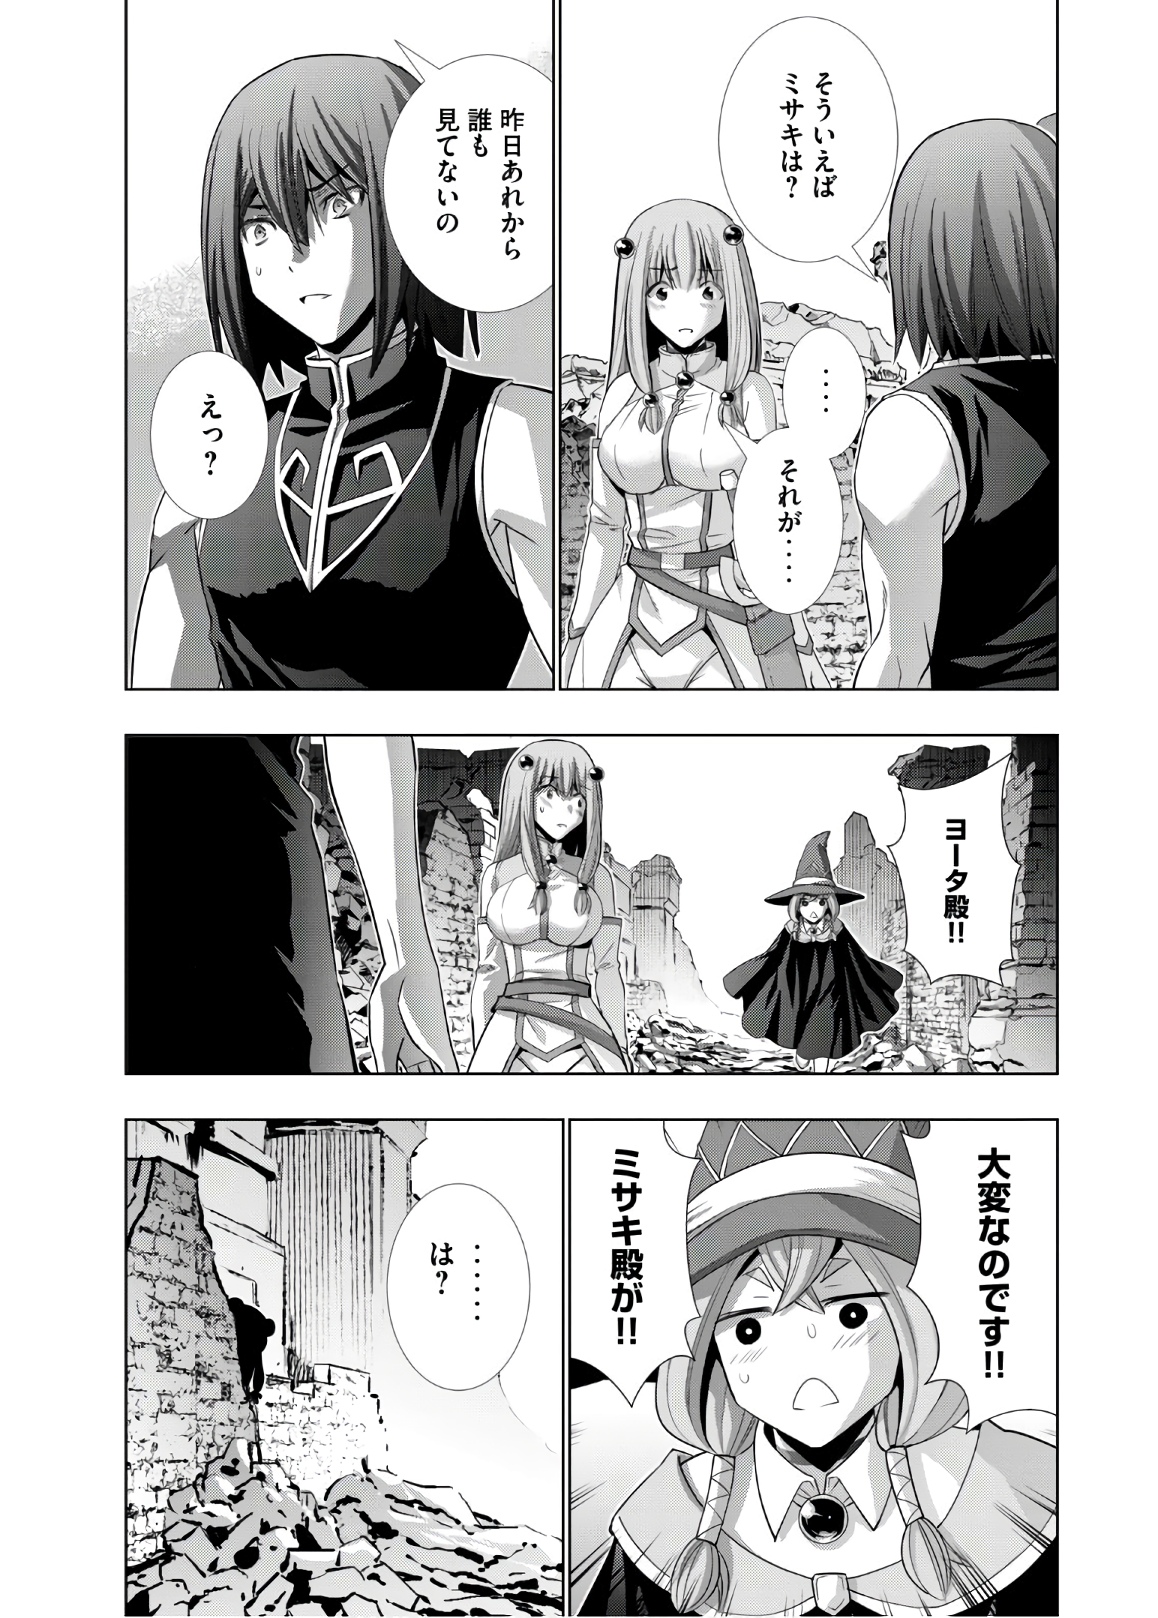 そういえば
ミサキは?
・・・
それが・・・・
昨日あれから
誰も
見てないの
えっ?
ヨータ殿!!
大変なのです!!
ミサキ殿が!!
・・・・・・
は?